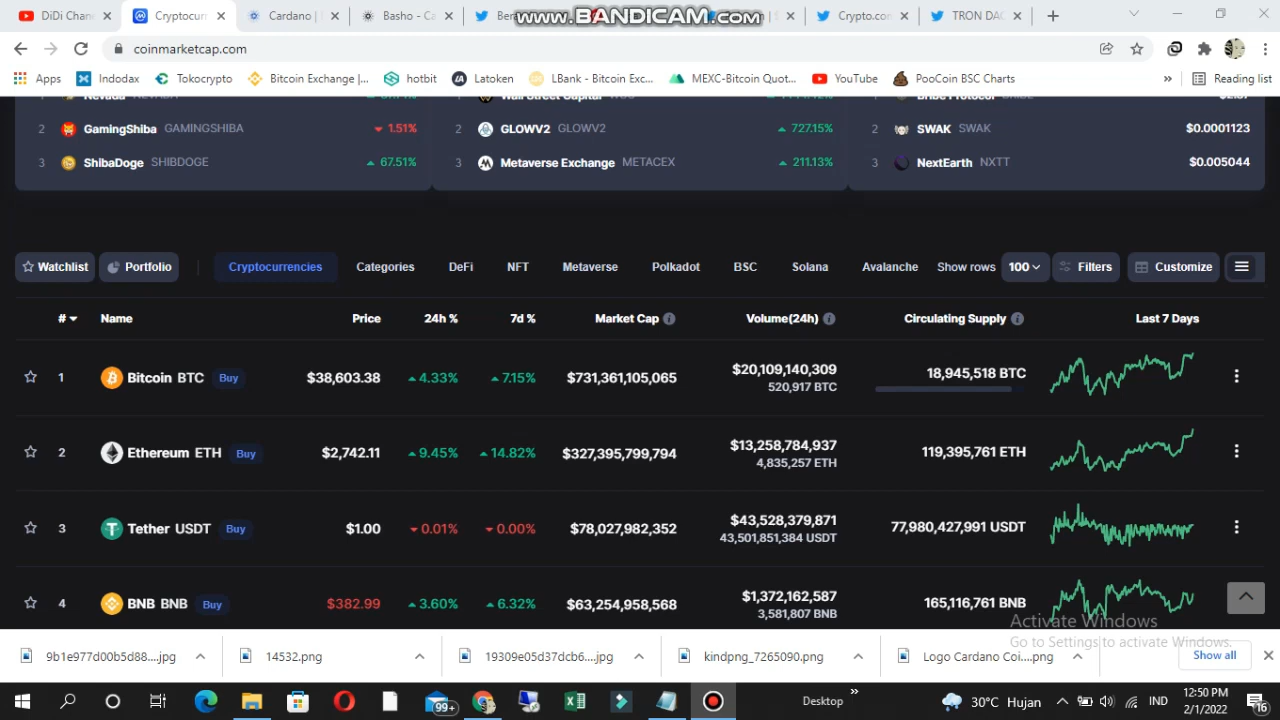 DiDi Chan
Cryptocurr
Cardano |
Basho - Ca
Bera
www.BANDICAM.com
Crypto.com
TRON DAO
coinmarketcap.com
Apps
Indodax
Tokocrypto
Bitcoin Exchange |...
hotbit
Latoken
LBank - Bitcoin Exc...
MEXC-Bitcoin Quot...
YouTube
PooCoin BSC Charts
»
Reading list
2 GamingShiba GAMINGSHIBA 1.51%
2 GLOWV2 GLOWV2 727.15%
2 SWAK SWAK $0.0001123
3 ShibaDoge SHIBDOGE 67.51%
3 Metaverse Exchange METACEX 211.13%
3 NextEarth NXTT $0.005044
Watchlist Portfolio Cryptocurrencies Categories DeFi NFT Metaverse Polkadot BSC Solana Avalanche Show rows 100 Filters Customize
# Name Price 24h % 7d % Market Cap Volume(24h) Circulating Supply Last 7 Days
1 Bitcoin BTC Buy $38,603.38 4.33% 7.15% $731,361,105,065 $20,109,140,309 18,945,518 BTC
520,917 BTC
2 Ethereum ETH Buy $2,742.11 9.45% 14.82% $327,395,799,794 $13,258,784,937 119,395,761 ETH
4,835,257 ETH
3 Tether USDT Buy $1.00 0.01% 0.00% $78,027,982,352 $43,528,379,871 77,980,427,991 USDT
43,501,851,384 USDT
4 BNB BNB Buy $382.99 3.60% 6.32% $63,254,958,568 $1,372,162,587 165,116,761 BNB
3,581,807 BNB
Activate Windows
Go to Settings to activate Windows.
9b1e977d00b5d88....jpg
14532.png
19309e05d37dcb6....jpg
kindpng_7265090.png
Logo Cardano Coi....png
Show all
99+
Desktop
»
30°C Hujan
IND
12:50 PM
2/1/2022
16